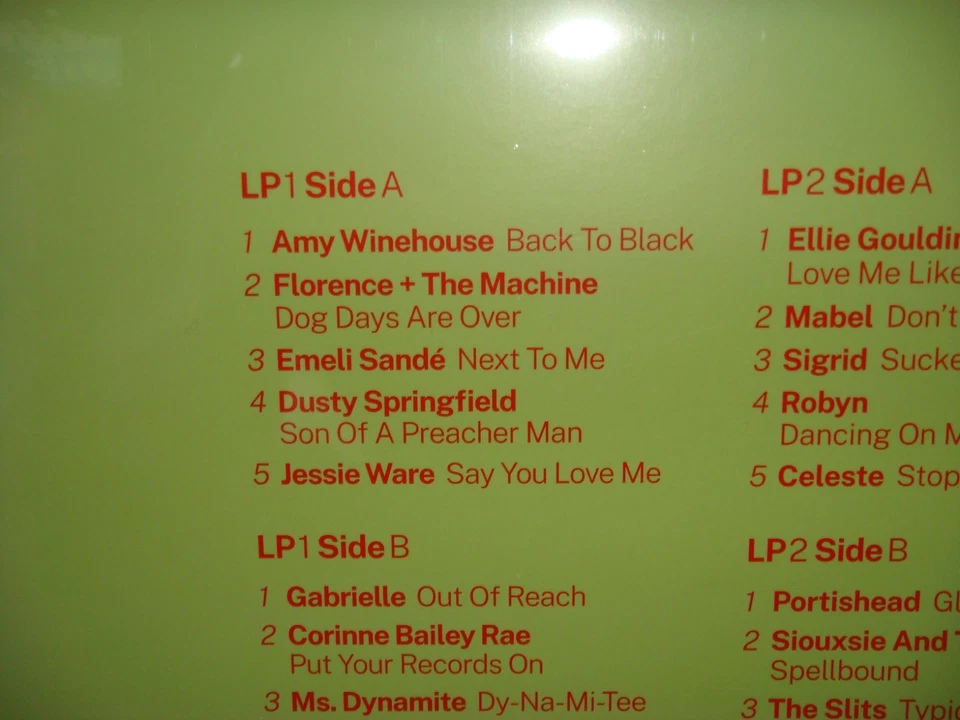 LP1 Side A
1 Amy Winehouse Back To Black
2 Florence + The Machine
Dog Days Are Over
3 Emeli Sandé Next To Me
4 Dusty Springfield
Son Of A Preacher Man
5 Jessie Ware Say You Love Me
LP1 Side B
1 Gabrielle Out Of Reach
2 Corinne Bailey Rae
Put Your Records On
3 Ms. Dynamite Dy-Na-Mi-Tee
LP2 Side A
1 Ellie
Love Me Like
2 Mabel Don't
3 Sigrid
4 Robyn
Dancing On
5 Celeste Stop
LP2 Side B
1 Portishead
2 Siouxsie And
Spellbound
3 The Slits